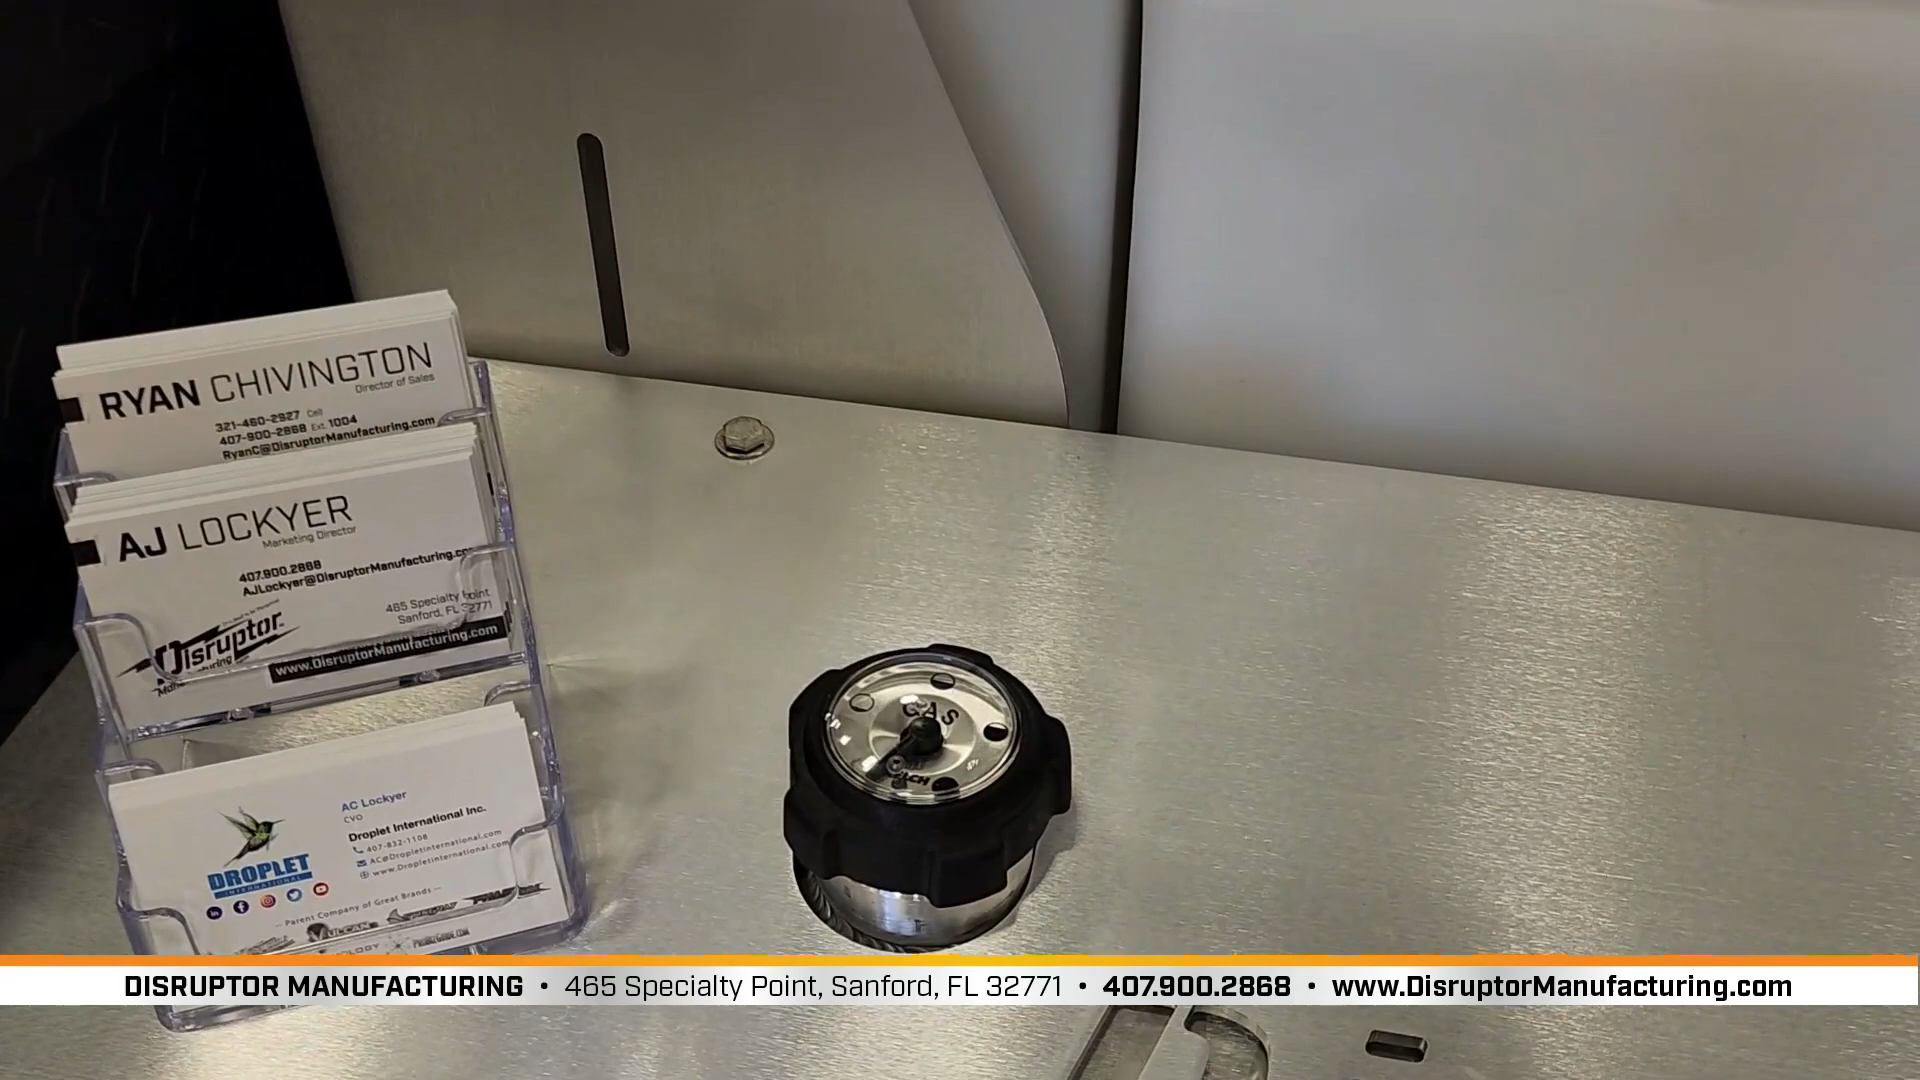 RYAN CHIVINGTON
Director of Sales
321-460-2927 Cell
407-900-2868 Ext. 1004
RyanC@DisruptorManufacturing.com
AJ LOCKYER
Marketing Director
407.900.2868
AJLockyer@DisruptorManufacturing.co
465 Specialty Point
Sanford, FL 32771
Disruptor
www.DisruptorManufacturing.com
AC Lockyer
CVO
Droplet International Inc.
407-832-1108
AC@Dropletinternational.com
www.Dropletinternational.com
DROPLET
INTERNATIONAL
— Parent Company of Great Brands —
VULCAN
GAS
DISRUPTOR MANUFACTURING • 465 Specialty Point, Sanford, FL 32771 • 407.900.2868 • www.DisruptorManufacturing.com